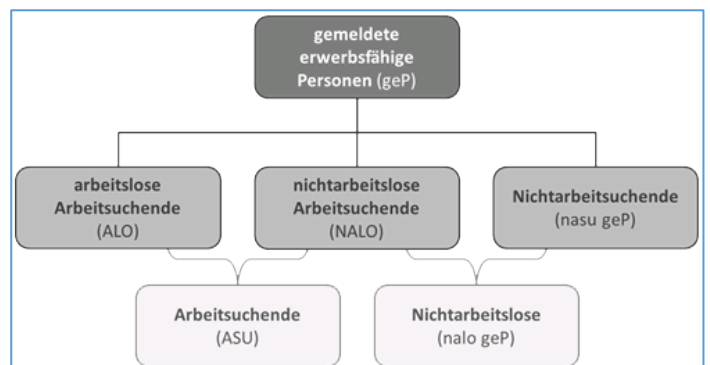 gemeldete
erwerbsfähige
Personen (geP)
arbeitslose
Arbeitsuchende
(ALO)
nichtarbeitslose
Arbeitsuchende
(NALO)
Nichtarbeitsuchende
(nasu geP)
Arbeitsuchende
(ASU)
Nichtarbeitslose
(nalo geP)